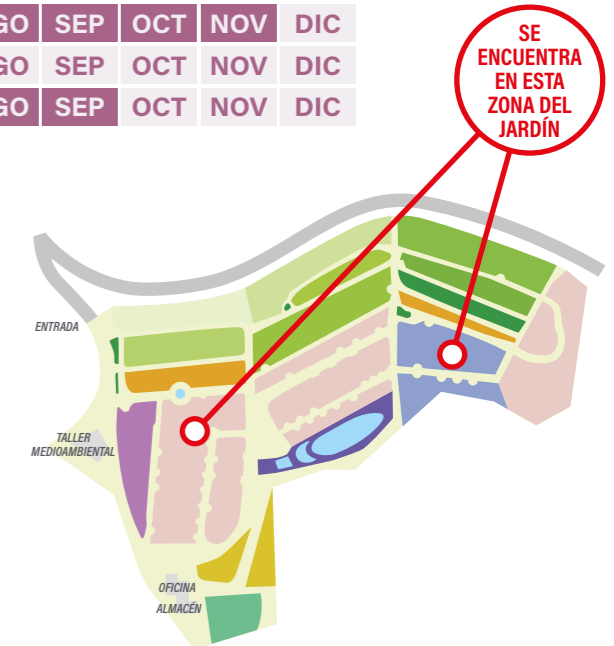 GO SEP OCT NOV DIC
GO SEP OCT NOV DIC
GO SEP OCT NOV DIC
SE
ENCUENTRA
EN ESTA
ZONA DEL
JARDÍN
ENTRADA
TALLER
MEDIOAMBIENTAL
OFICINA
ALMACÉN